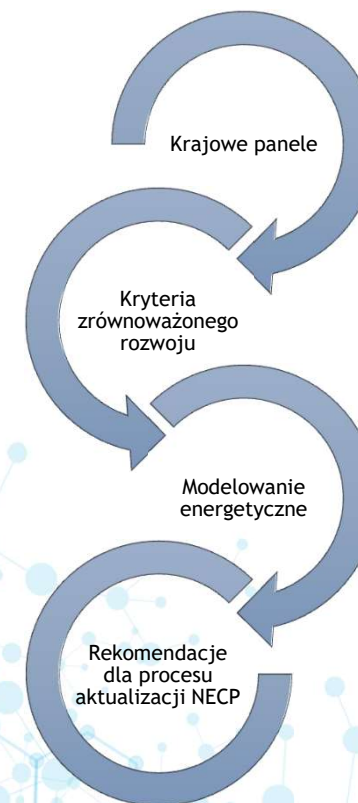 Krajowe panele
Kryteria
zrównoważonego
rozwoju
Modelowanie
energetyczne
Rekomendacje
dla procesu
aktualizacji NECP